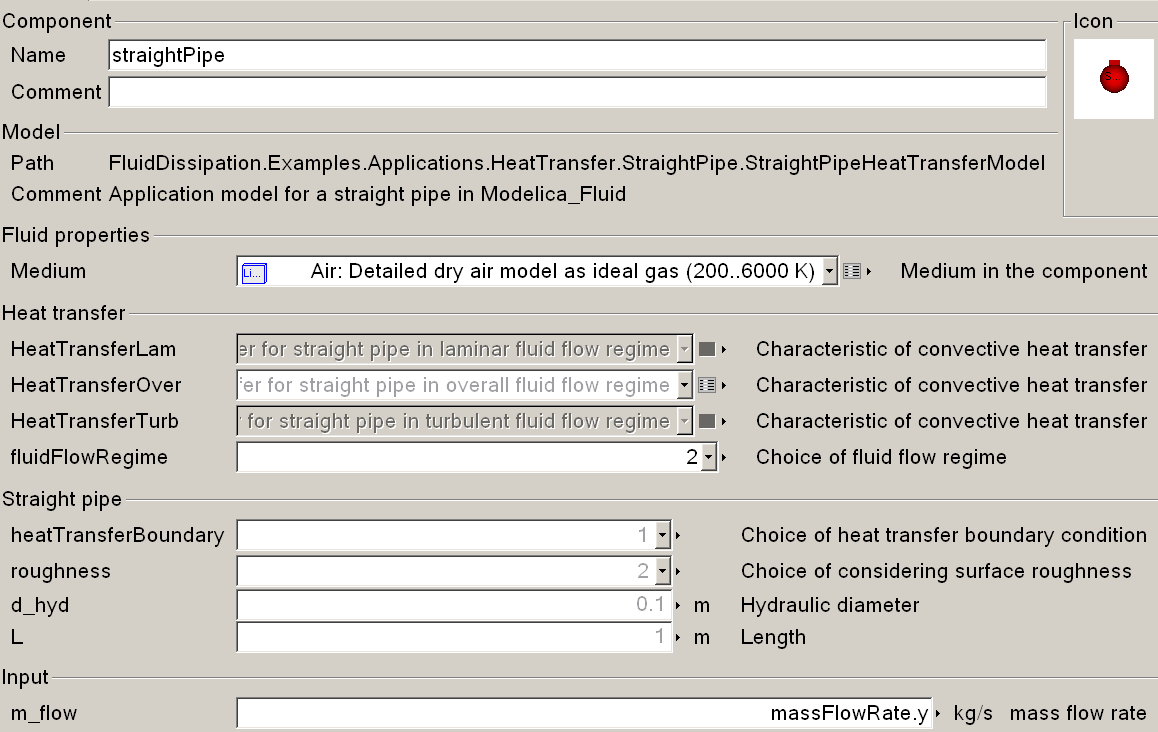 Component
Icon
Name straightPipe
Comment
Model
Path FluidDissipation.Examples.Applications.HeatTransfer.StraightPipe.StraightPipeHeatTransferModel
Comment Application model for a straight pipe in Modelica_Fluid
Fluid properties
Medium Li... Air: Detailed dry air model as ideal gas (200..6000 K) Medium in the component
Heat transfer
HeatTransferLam er for straight pipe in laminar fluid flow regime Characteristic of convective heat transfer
HeatTransferOver fer for straight pipe in overall fluid flow regime Characteristic of convective heat transfer
HeatTransferTurb r for straight pipe in turbulent fluid flow regime Characteristic of convective heat transfer
fluidFlowRegime 2 Choice of fluid flow regime
Straight pipe
heatTransferBoundary 1 Choice of heat transfer boundary condition
roughness 2 Choice of considering surface roughness
d_hyd 0.1 m Hydraulic diameter
L 1 m Length
Input
m_flow massFlowRate.y kg/s mass flow rate